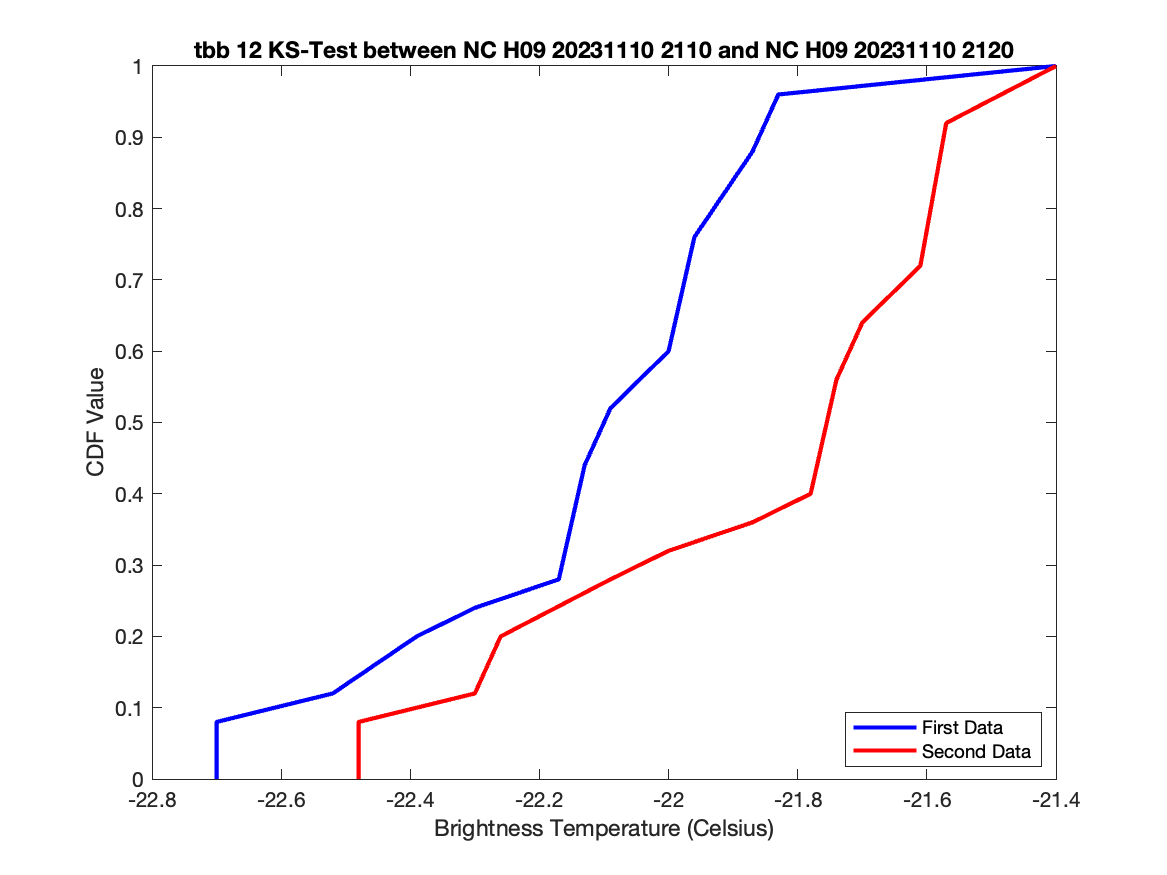 tbb 12 KS-Test between NC H09 20231110 2110 and NC H09 20231110 2120
1
0.9
0.8
0.7
0.6
0.5
0.4
0.3
0.2
0.1
0
CDF Value
First Data
Second Data
-22.8 -22.6 -22.4 -22.2 -22 -21.8 -21.6 -21.4
Brightness Temperature (Celsius)